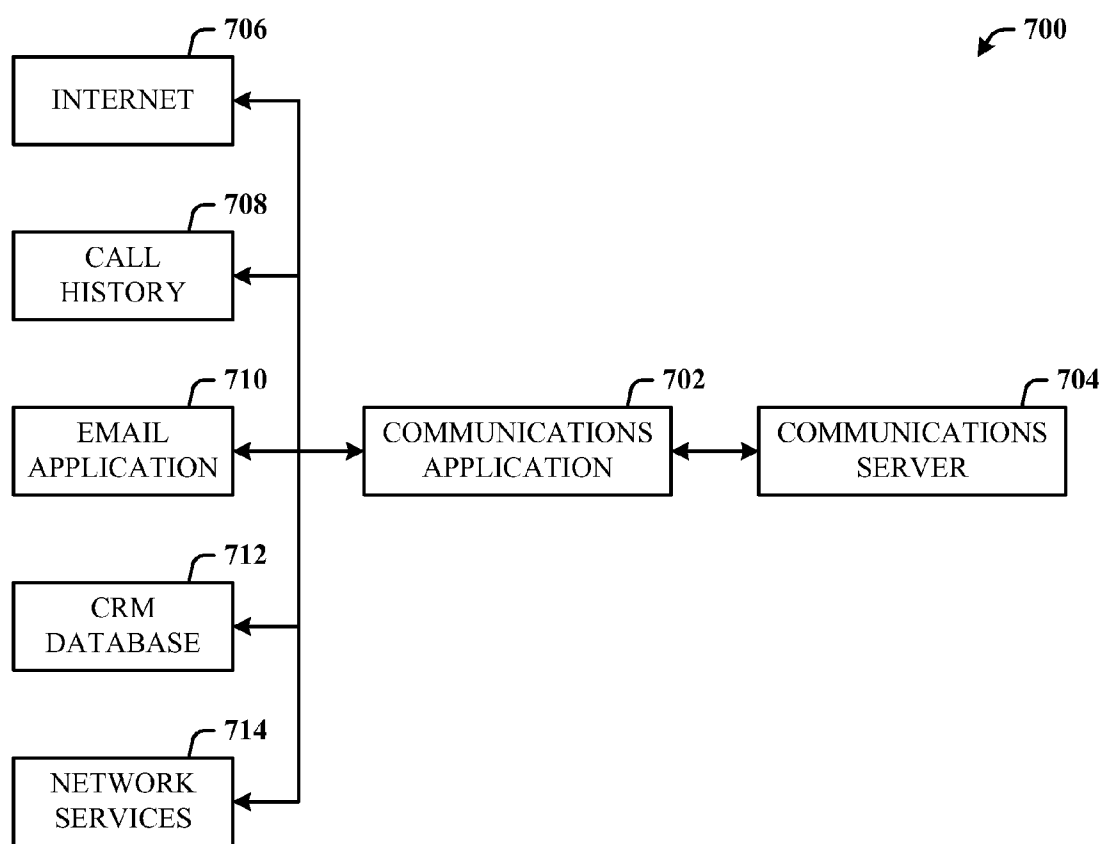 706
700
INTERNET
708
CALL
HISTORY
710
702
704
EMAIL
APPLICATION
COMMUNICATIONS
APPLICATION
COMMUNICATIONS
SERVER
712
CRM
DATABASE
714
NETWORK
SERVICES